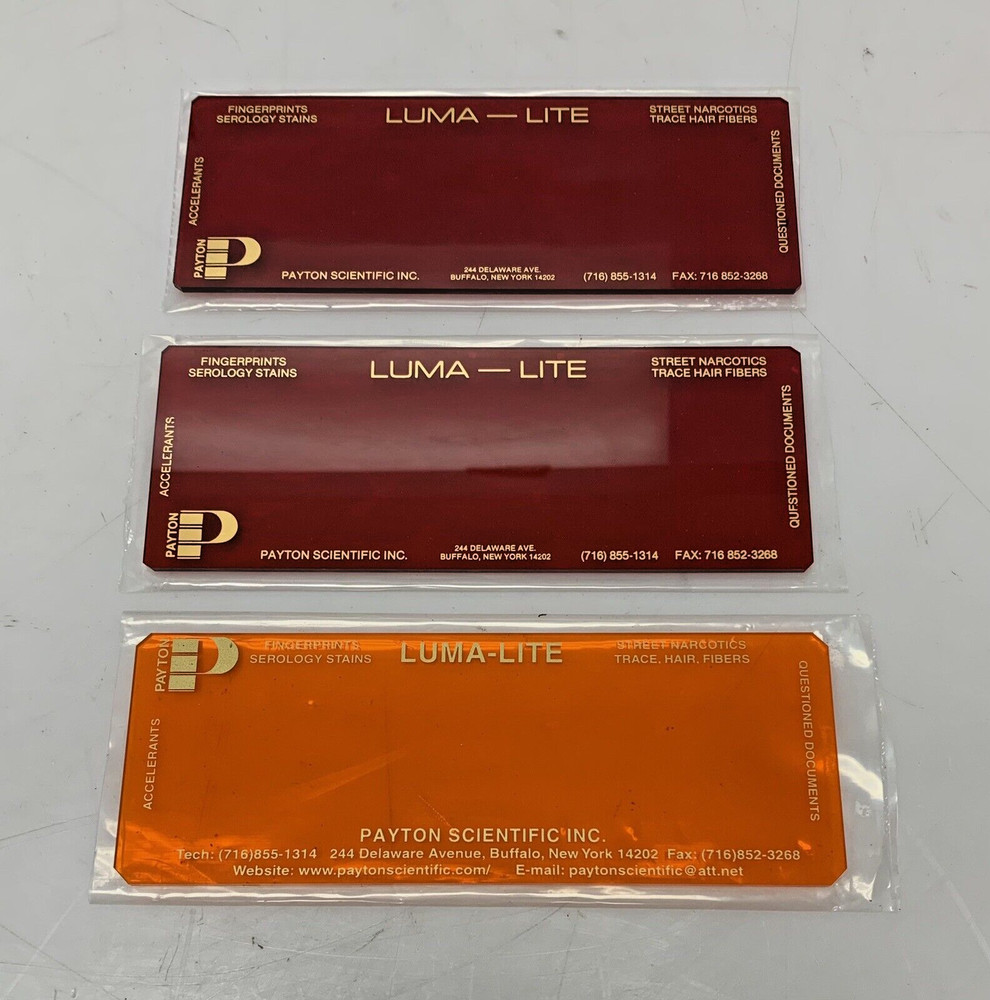 FINGERPRINTS
SEROLOGY STAINS
LUMA — LITE
STREET NARCOTICS
TRACE HAIR FIBERS
ACCELERANTS
QUESTIONED DOCUMENTS
PAYTON
P
PAYTON SCIENTIFIC INC.
244 DELAWARE AVE.
BUFFALO, NEW YORK 14202
(716) 855-1314
FAX: 716 852-3268
FINGERPRINTS
SEROLOGY STAINS
LUMA — LITE
STREET NARCOTICS
TRACE HAIR FIBERS
ACCELERANTS
QUESTIONED DOCUMENTS
PAYTON
P
PAYTON SCIENTIFIC INC.
244 DELAWARE AVE.
BUFFALO, NEW YORK 14202
(716) 855-1314
FAX: 716 852-3268
PAYTON
P
FINGERPRINTS
SEROLOGY STAINS
LUMA-LITE
STREET NARCOTICS
TRACE, HAIR, FIBERS
ACCELERANTS
QUESTIONED DOCUMENTS
PAYTON SCIENTIFIC INC.
Tech: (716)855-1314 244 Delaware Avenue, Buffalo, New York 14202 Fax: (716)852-3268
Website: www.paytonscientific.com/ E-mail: paytonscientific@att.net